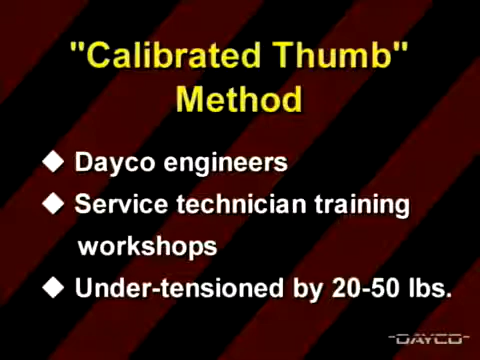 "Calibrated Thumb"
Method
◆ Dayco engineers
◆ Service technician training
workshops
◆ Under-tensioned by 20-50 lbs.
DAYCO